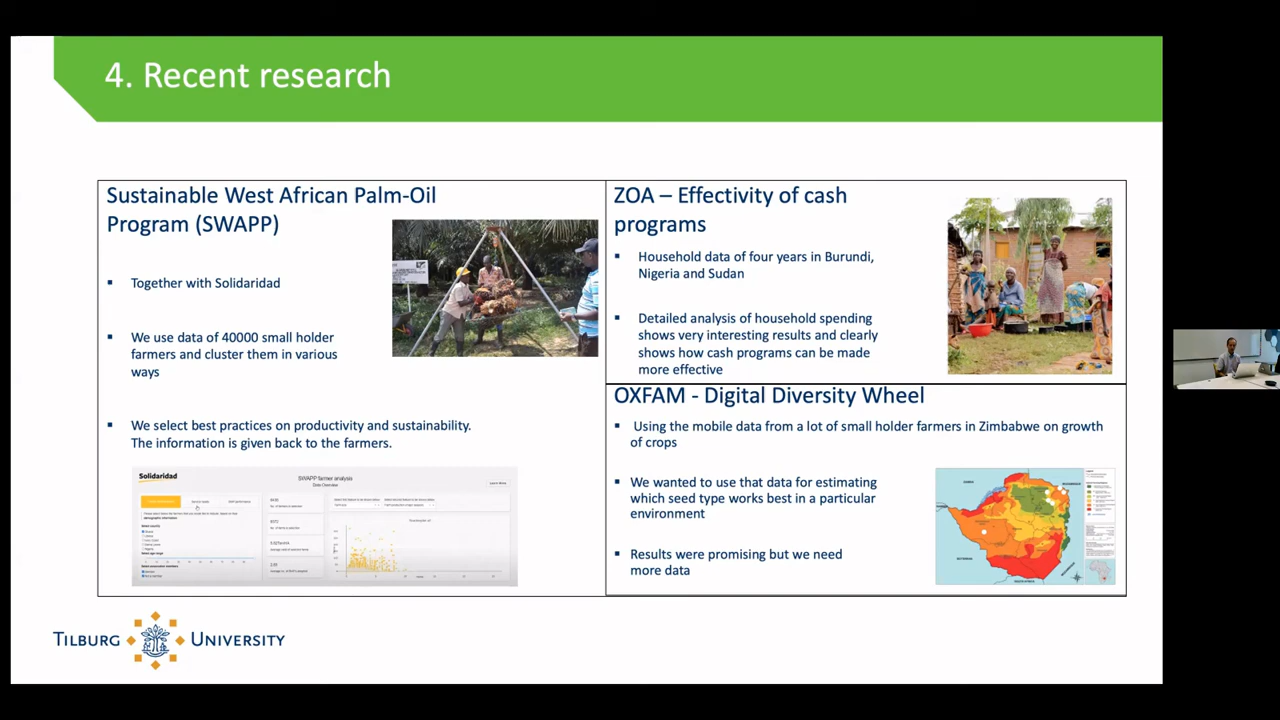 4. Recent research
Sustainable West African Palm-Oil
Program (SWAPP)
▪ Together with Solidaridad
▪ We use data of 40000 small holder
farmers and cluster them in various
ways
▪ We select best practices on productivity and sustainability.
The information is given back to the farmers.
Solidaridad
SWAPP farmer analysis
Data Overview
ZOA – Effectivity of cash
programs
▪ Household data of four years in Burundi,
Nigeria and Sudan
▪ Detailed analysis of household spending
shows very interesting results and clearly
shows how cash programs can be made
more effective
OXFAM - Digital Diversity Wheel
▪ Using the mobile data from a lot of small holder farmers in Zimbabwe on growth
of crops
▪ We wanted to use that data for estimating
which seed type works best in a particular
environment
▪ Results were promising but we need
more data
TILBURG UNIVERSITY